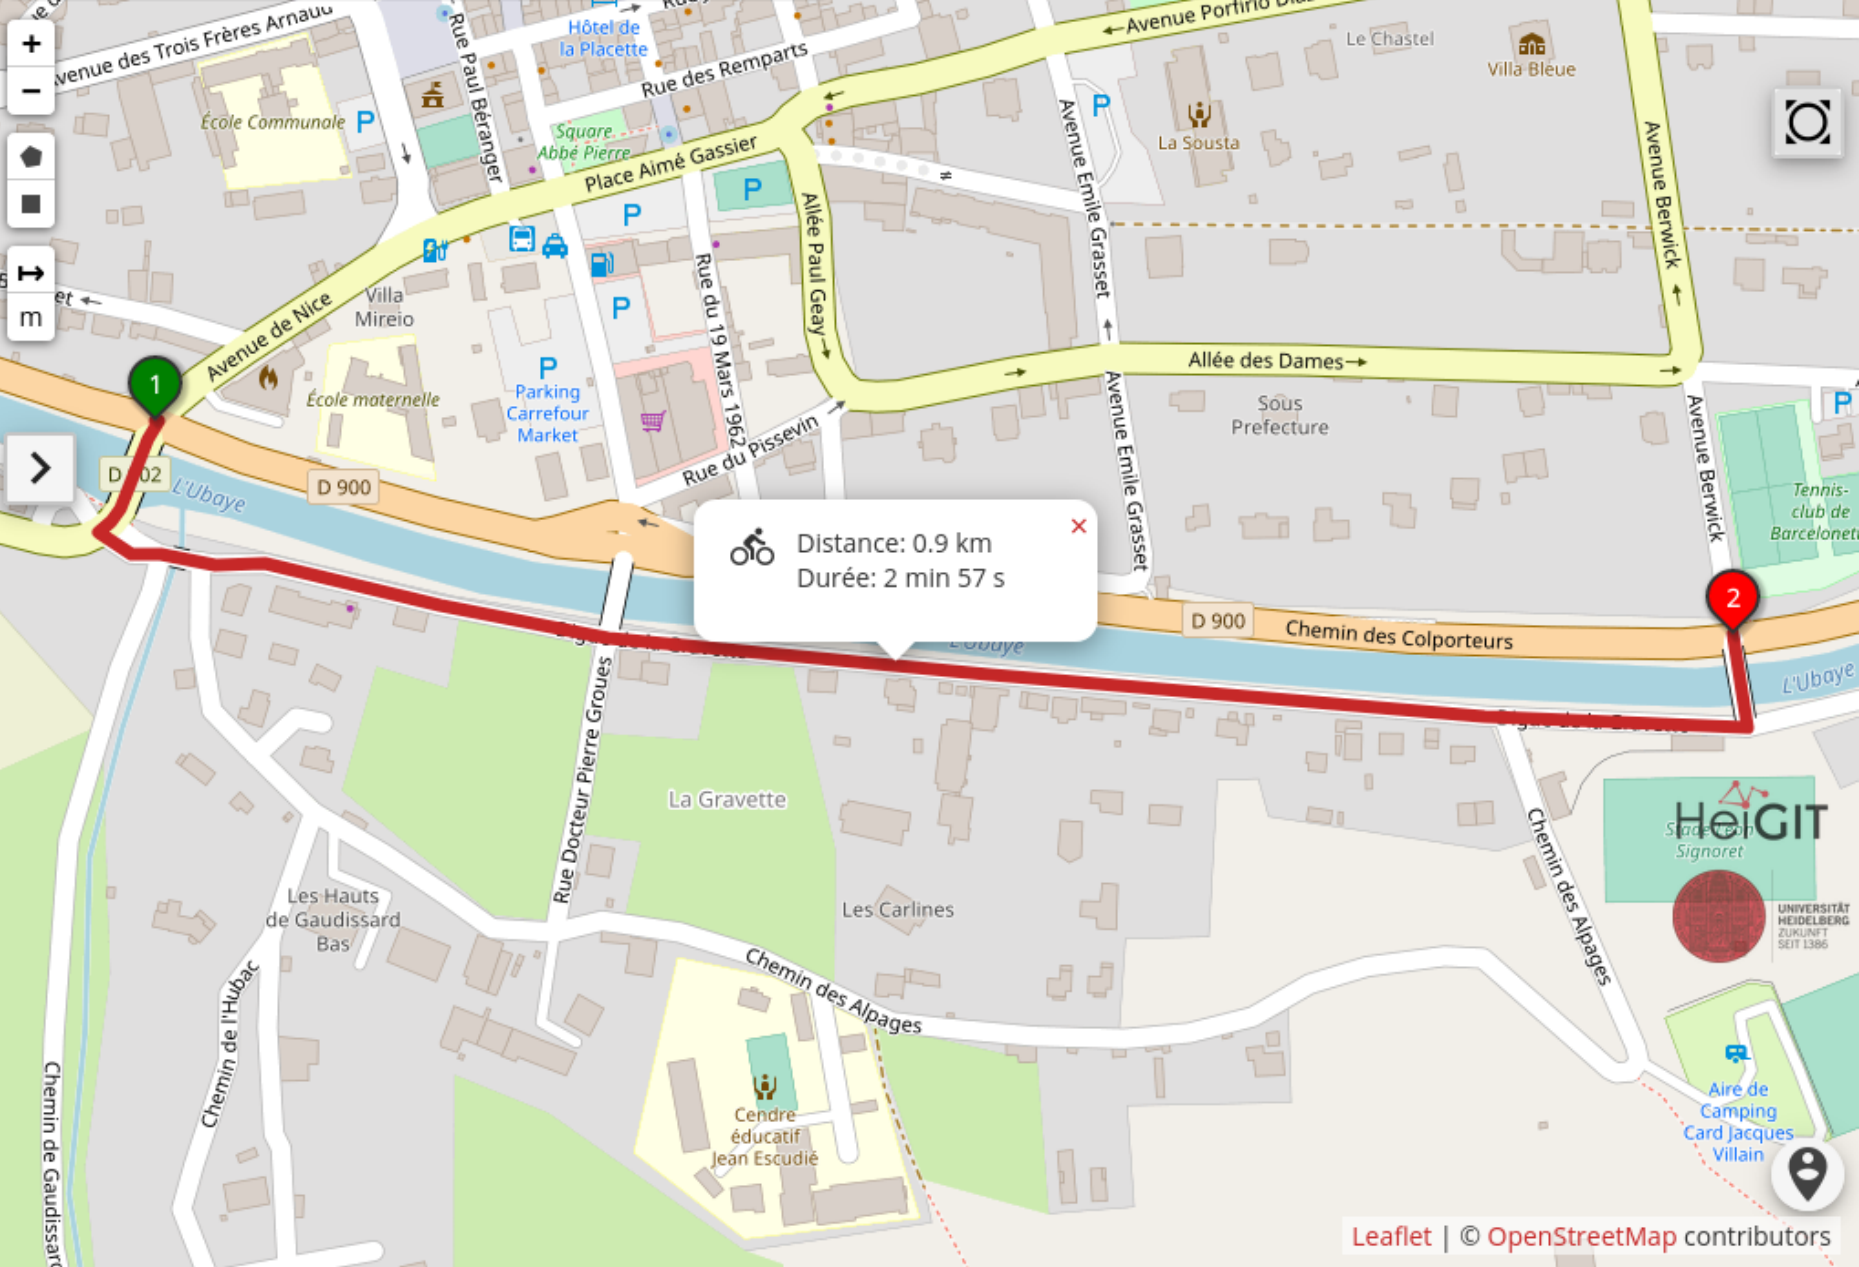 +
−
m
Avenue des Trois Frères Arnaud
Rue Paul Béranger
Hôtel de
la Placette
Rue des Remparts
Avenue Porfirio
Le Chastel
Villa Bleue
École Communale
P
Square
Abbé Pierre
Place Aimé Gassier
P
P
P
La Sousta
Avenue Emile Grasset
Avenue Berwick
Allée Paul Geay
Villa
Mireio
Avenue de Nice
P
Rue du 19 Mars 1962
Allée des Dames
1
École maternelle
P
Parking
Carrefour
Market
Rue du Pissevin
Avenue Emile Grasset
Sous
Prefecture
Avenue Berwick
P
Tennis-
club de
L'Ubaye
D 900
Distance: 0.9 km
Durée: 2 min 57 s
×
L'Ubaye
D 900
Chemin des Colporteurs
2
L'Ubaye
Rue Docteur Pierre Groues
La Gravette
HeiGIT
Signoret
Les Hauts
de Gaudissard
Bas
Les Carlines
Chemin des Alpages
UNIVERSITÄT
HEIDELBERG
ZUKUNFT
SEIT 1386
Chemin de l'Hubac
Chemin des Alpages
Chemin de Gaudissard
Cendre
éducatif
Jean Escudié
Aire de
Camping
Card Jacques
Villain
Leaflet | © OpenStreetMap contributors